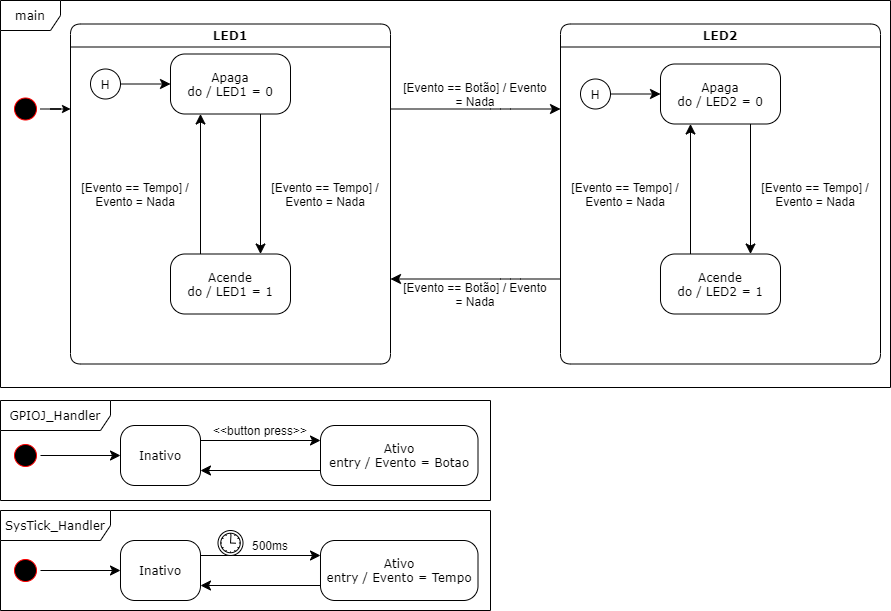 main
LED1
LED2
H
Apaga
do / LED1 = 0
[Evento == Botão] / Evento
= Nada
H
Apaga
do / LED2 = 0
[Evento == Tempo] /
Evento = Nada
[Evento == Tempo] /
Evento = Nada
[Evento == Tempo] /
Evento = Nada
[Evento == Tempo] /
Evento = Nada
Acende
do / LED1 = 1
[Evento == Botão] / Evento
= Nada
Acende
do / LED2 = 1
GPIOJ_Handler
Inativo
<<button press>>
Ativo
entry / Evento = Botao
SysTick_Handler
Inativo
500ms
Ativo
entry / Evento = Tempo